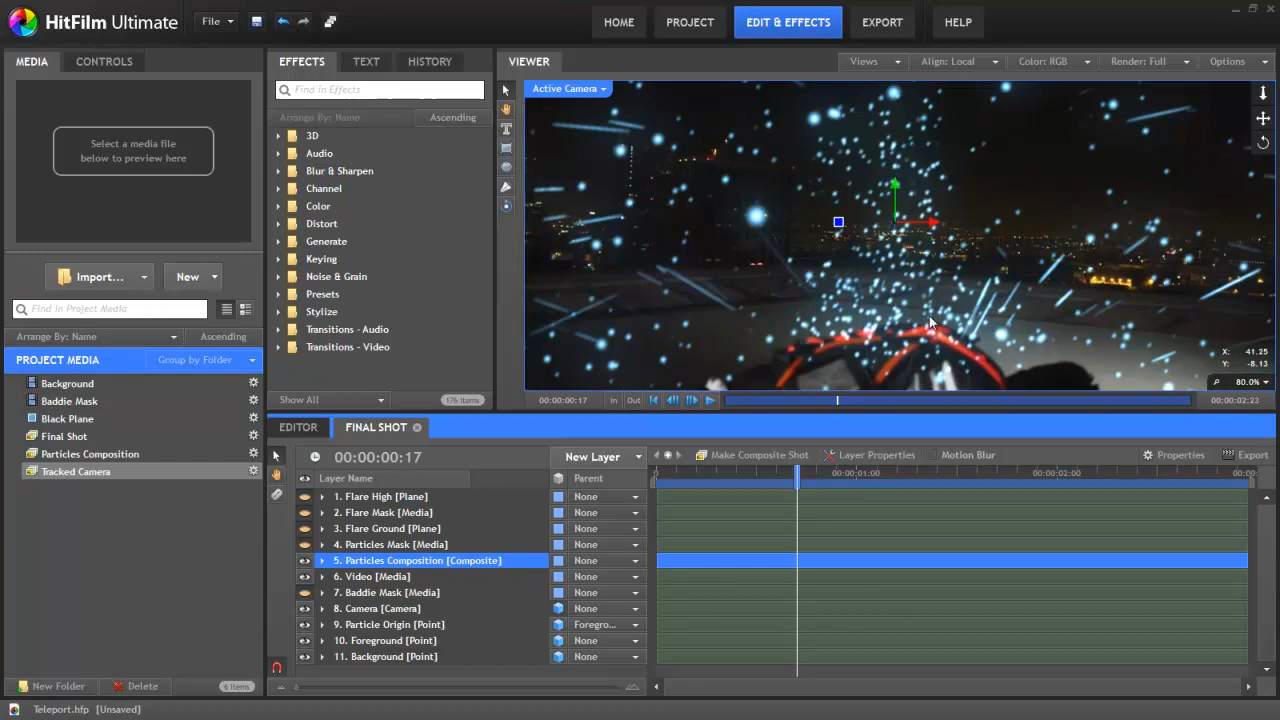 HitFilm Ultimate
File
HOME
PROJECT
EDIT & EFFECTS
EXPORT
HELP
MEDIA
CONTROLS
EFFECTS
TEXT
HISTORY
VIEWER
Views
Align: Local
Color: RGB
Render: Full
Options
Select a media file
below to preview here
Find in Effects
Arrange By: Name
Ascending
3D
Audio
Blur & Sharpen
Channel
Color
Distort
Generate
Keying
Noise & Grain
Presets
Stylize
Transitions - Audio
Transitions - Video
Show All
176 Items
Active Camera
X: 41.25
Y: -8.13
80.0%
00:00:00:17
In
Out
00:00:02:23
Import...
New
Find in Project Media
Arrange By: Name
Ascending
PROJECT MEDIA
Group by Folder
Background
Baddie Mask
Black Plane
Final Shot
Particles Composition
Tracked Camera
New Folder
Delete
6 Items
EDITOR
FINAL SHOT
00:00:00:17
New Layer
Make Composite Shot
Layer Properties
Motion Blur
Properties
Export
Layer Name
Parent
00:00:01:00
00:00:02:00
1. Flare High [Plane] None
2. Flare Mask [Media] None
3. Flare Ground [Plane] None
4. Particles Mask [Media] None
5. Particles Composition [Composite] None
6. Video [Media] None
7. Baddie Mask [Media] None
8. Camera [Camera] None
9. Particle Origin [Point] Foregro...
10. Foreground [Point] None
11. Background [Point] None
Teleport.hfp [Unsaved]